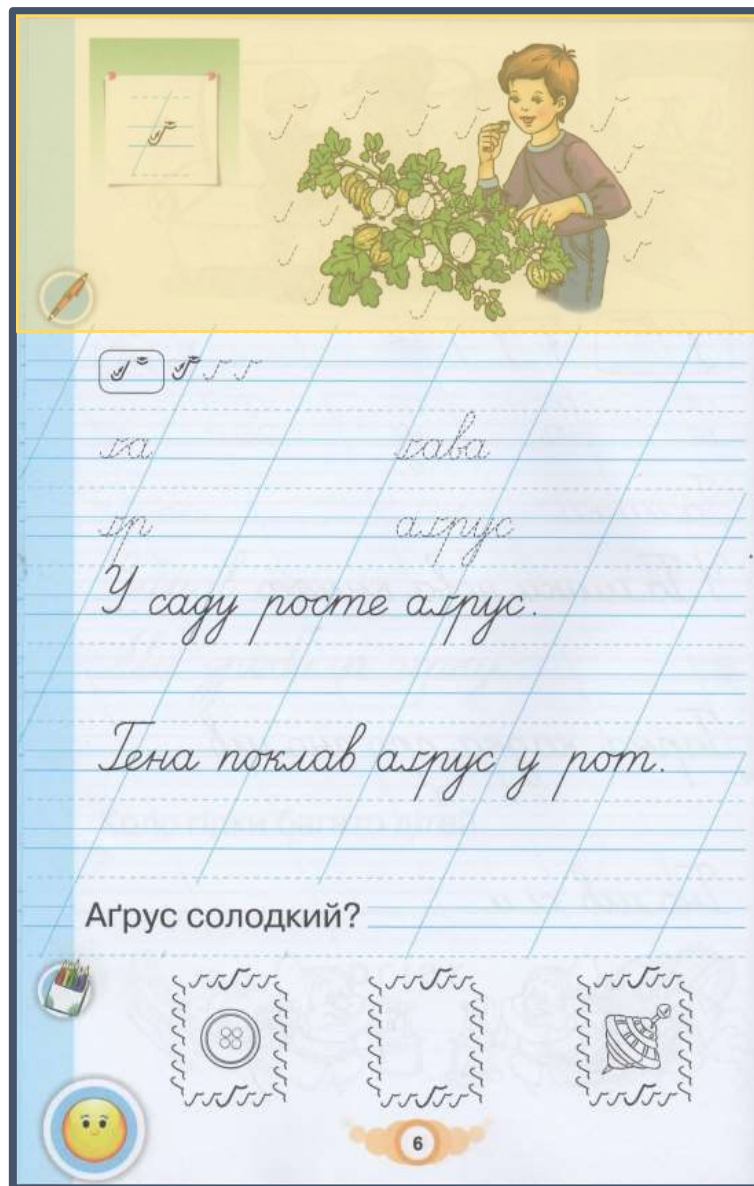 ґ
ґ ґ ґ ґ
ґа ґава
ґр аґрус
У саду росте аґрус.
Гена поклав аґрус у рот.
Аґрус солодкий?
6